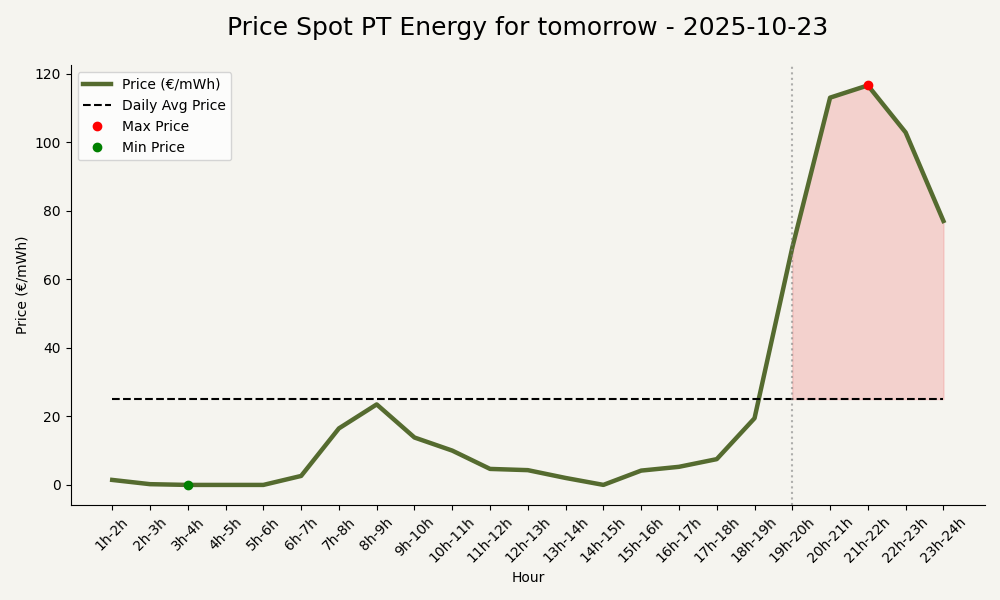 Price Spot PT Energy for tomorrow - 2025-10-23
Price (€/mWh)
Daily Avg Price
Max Price
Min Price
Price (€/mWh)
120
100
80
60
40
20
0
1h-2h
2h-3h
3h-4h
4h-5h
5h-6h
6h-7h
7h-8h
8h-9h
9h-10h
10h-11h
11h-12h
12h-13h
13h-14h
14h-15h
15h-16h
16h-17h
17h-18h
18h-19h
19h-20h
20h-21h
21h-22h
22h-23h
23h-24h
Hour